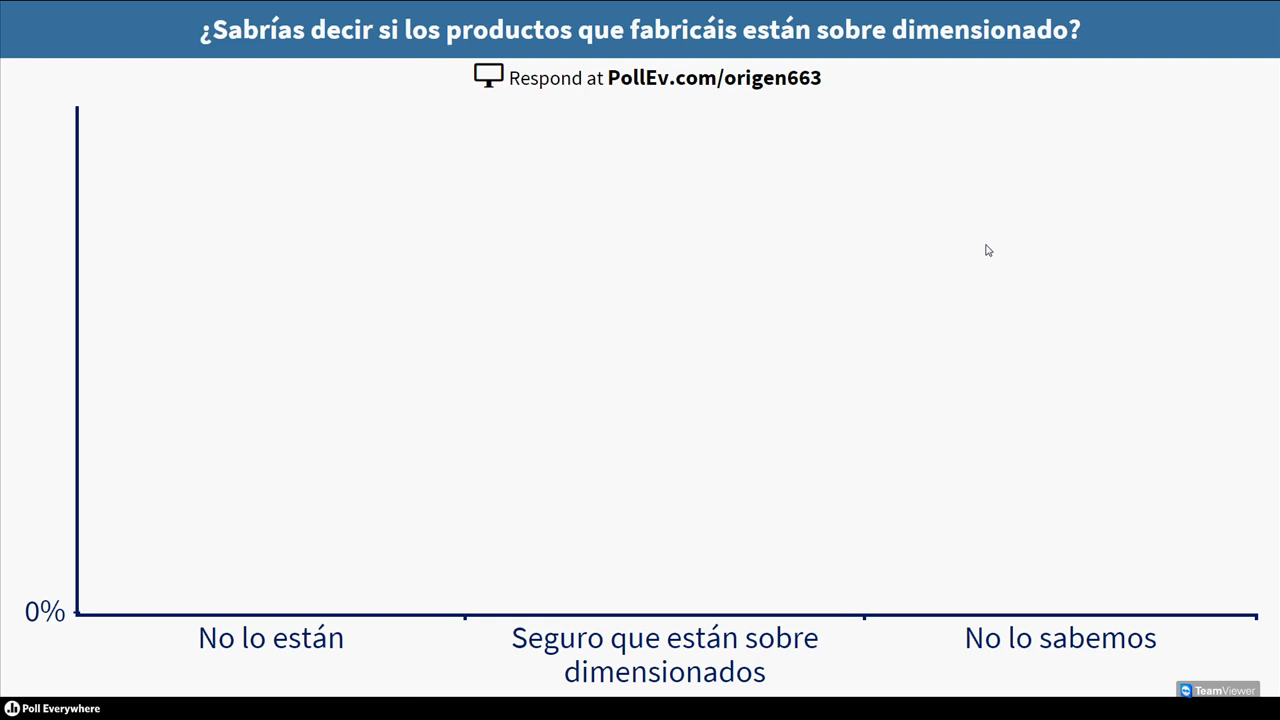 ¿Sabrías decir si los productos que fabricáis están sobre dimensionado?
Respond at PollEv.com/origen663
0%
No lo están
Seguro que están sobre
dimensionados
No lo sabemos
TeamViewer
Poll Everywhere